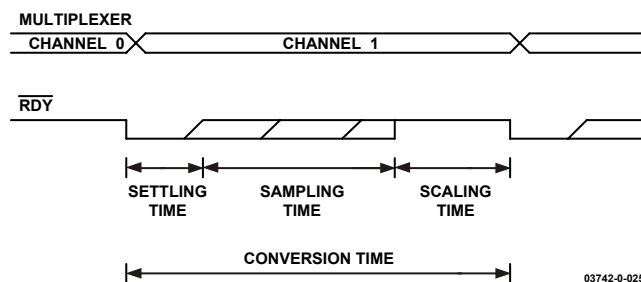 MULTIPLEXER
CHANNEL 0 CHANNEL 1
RDY
SETTLING TIME
SAMPLING TIME
SCALING TIME
CONVERSION TIME
03742-0-025